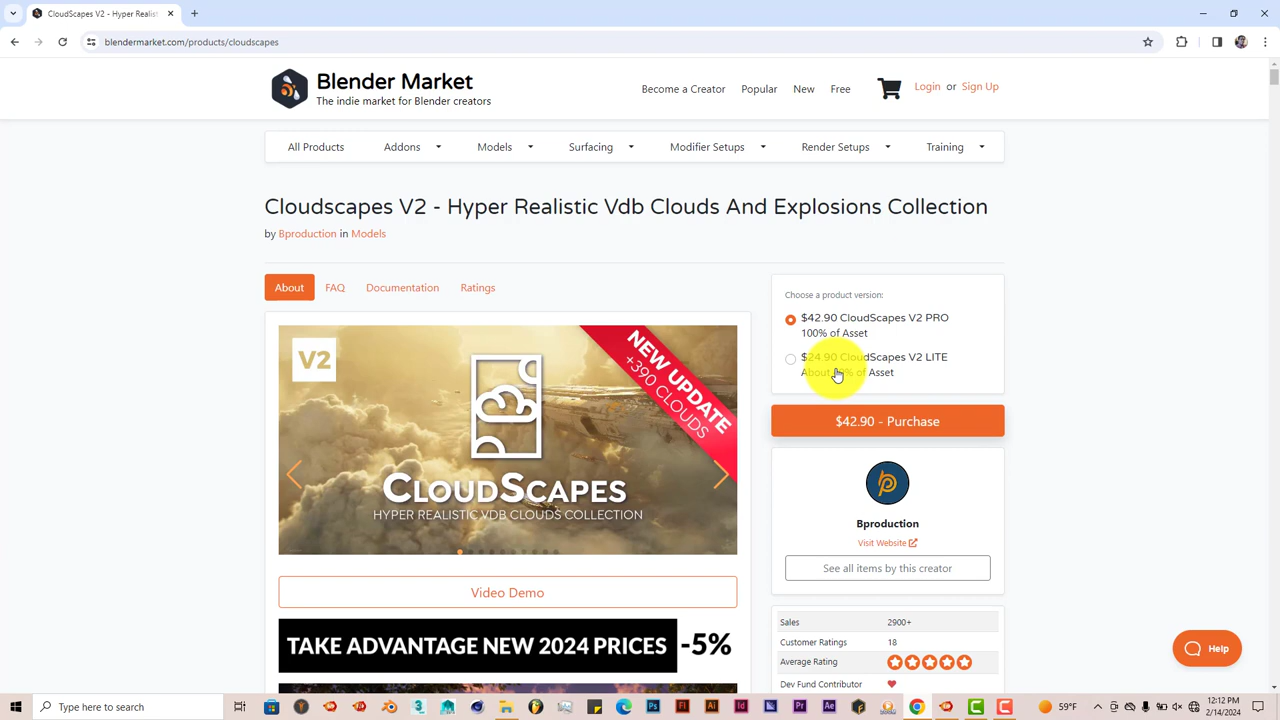 CloudScapes V2 - Hyper Realist
blendermarket.com/products/cloudscapes
Blender Market
The indie market for Blender creators
Become a Creator Popular New Free Login or Sign Up
All Products Addons Models Surfacing Modifier Setups Render Setups Training
Cloudscapes V2 - Hyper Realistic Vdb Clouds And Explosions Collection
by Bproduction in Models
About FAQ Documentation Ratings
V2
NEW UPDATE
+390 CLOUDS
CLOUDSCAPES
HYPER REALISTIC VDB CLOUDS COLLECTION
Video Demo
TAKE ADVANTAGE NEW 2024 PRICES -5%
Choose a product version:
$42.90 CloudScapes V2 PRO
100% of Asset
$24.90 CloudScapes V2 LITE
About of Asset
$42.90 - Purchase
Bproduction
Visit Website
See all items by this creator
Sales 2900+
Customer Ratings 18
Average Rating
Dev Fund Contributor
Help
Type here to search
59°F
12:12 PM
2/14/2024